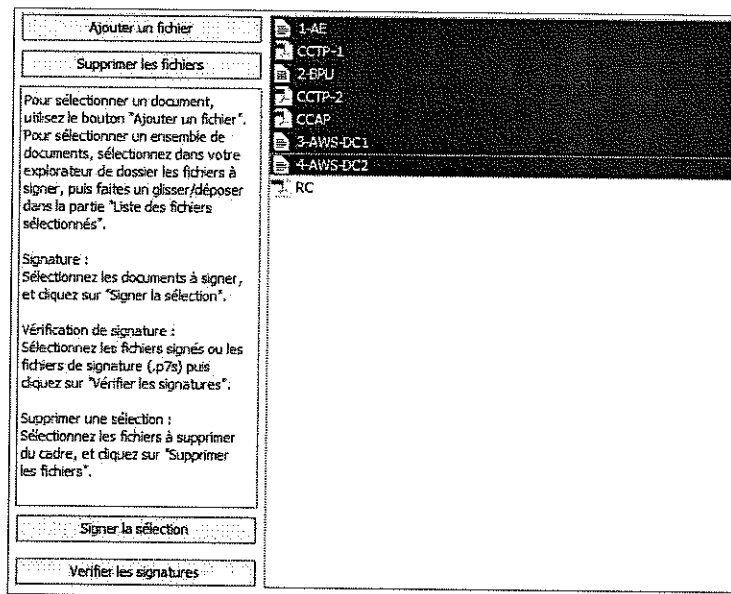 Ajouter un fichier
Supprimer les fichiers
Pour sélectionner un document,
utilisez le bouton "Ajouter un fichier".
Pour sélectionner un ensemble de
documents, sélectionnez dans votre
explorateur de dossier les fichiers à
signer, puis faites un glisser/déposer
dans la partie "Liste des fichiers
sélectionnés".
Signature :
Sélectionnez les documents à signer,
et cliquez sur "Signer la sélection".
Vérification de signature :
Sélectionnez les fichiers signés ou les
fichiers de signature (.p7s) puis
cliquez sur "Vérifier les signatures".
Supprimer une sélection :
Sélectionnez les fichiers à supprimer
du cadre, et cliquez sur "Supprimer
les fichiers".
Signer la sélection
Verifier les signatures
1-AE
CCTP-1
2-BPU
CCTP-2
CCAP
3-AWS-DC1
4-AWS-DC2
RC